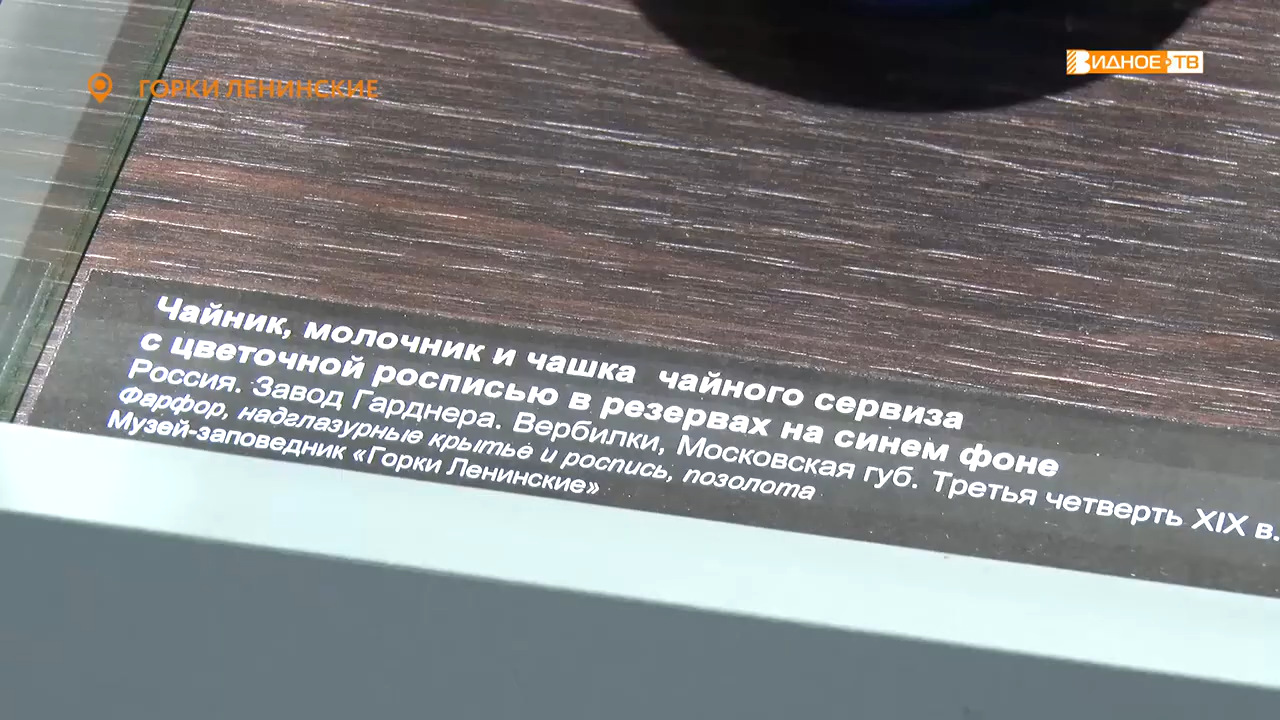 ГОРКИ ЛЕНИНСКИЕ
ВИДНОЕ ТВ
Чайник, молочник и чашка чайного сервиза
с цветочной росписью в резервах на синем фоне
Россия. Завод Гарднера. Вербилки, Московская губ. Третья четверть XIX в.
Фарфор, надглазурные крытьё и роспись, позолота
Музей-заповедник «Горки Ленинские»